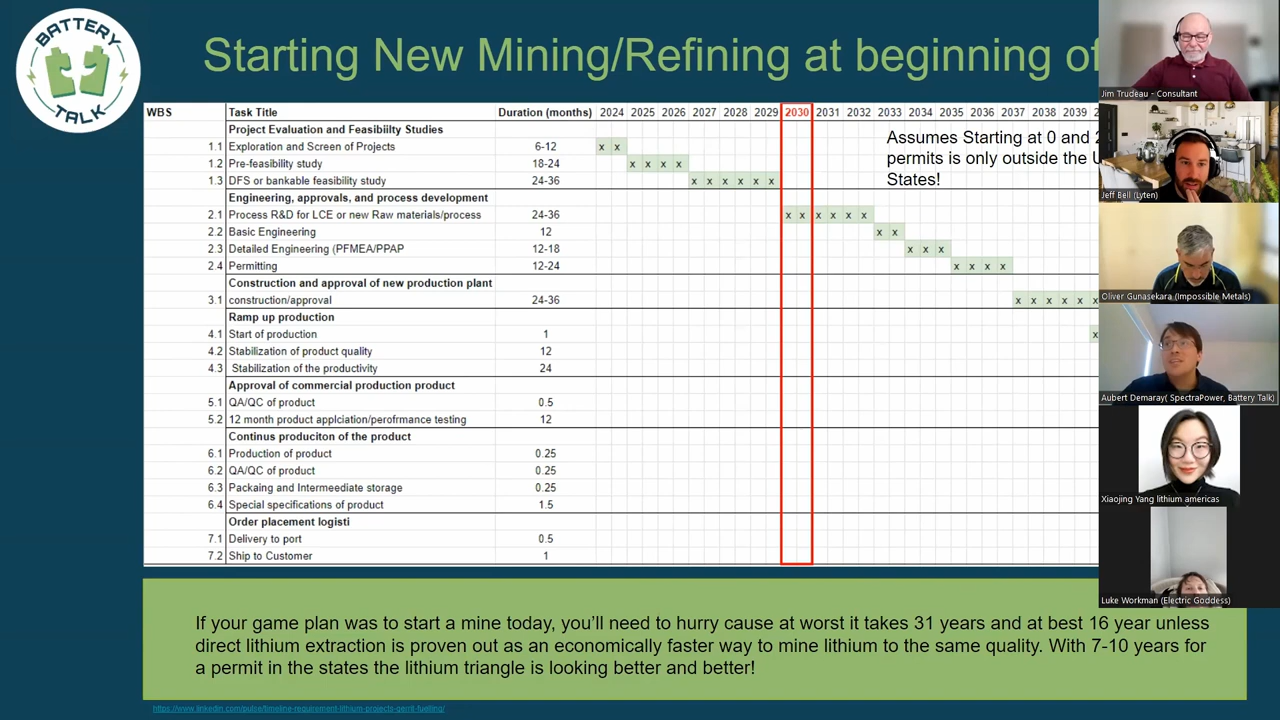 BATTERY
TALK
Starting New Mining/Refining at beginning of
WBS Task Title Duration (months) 2024 2025 2026 2027 2028 2029 2030 2031 2032 2033 2034 2035 2036 2037 2038 2039
Project Evaluation and Feasibility Studies
1.1 Exploration and Screen of Projects 6-12 x x
1.2 Pre-feasibility study 18-24 x x x x
1.3 DFS or bankable feasibility study 24-36 x x x x x x
Assumes Starting at 0 and 2
permits is only outside the U
States!
Engineering, approvals, and process development
2.1 Process R&D for LCE or new Raw materials/process 24-36 x x x x x x
2.2 Basic Engineering 12 x x
2.3 Detailed Engineering (PFMEA/PPAP 12-18 x x x
2.4 Permitting 12-24 x x x x
Construction and approval of new production plant
3.1 construction/approval 24-36 x x x x x x
Ramp up production
4.1 Start of production 1 x
4.2 Stabilization of product quality 12
4.3 Stabilization of the productivity 24
Approval of commercial production product
5.1 QA/QC of product 0.5
5.2 12 month product applciation/perofrmance testing 12
Continus produciton of the product
6.1 Production of product 0.25
6.2 QA/QC of product 0.25
6.3 Packaing and Intermeediate storage 0.25
6.4 Special specifications of product 1.5
Order placement logisti
7.1 Delivery to port 0.5
7.2 Ship to Customer 1
If your game plan was to start a mine today, you'll need to hurry cause at worst it takes 31 years and at best 16 year unless
direct lithium extraction is proven out as an economically faster way to mine lithium to the same quality. With 7-10 years for
a permit in the states the lithium triangle is looking better and better!
https://www.linkedin.com/pulse/timeline-requirement-lithium-projects-gerrit-fuelling/
Jim Trudeau - Consultant
Jeff Bell (Lyten)
Oliver Gunasekara (Impossible Metals)
Aubert Demaray( SpectraPower, Battery Talk)
Xiaojing Yang lithium americas
Luke Workman (Electric Goddess)